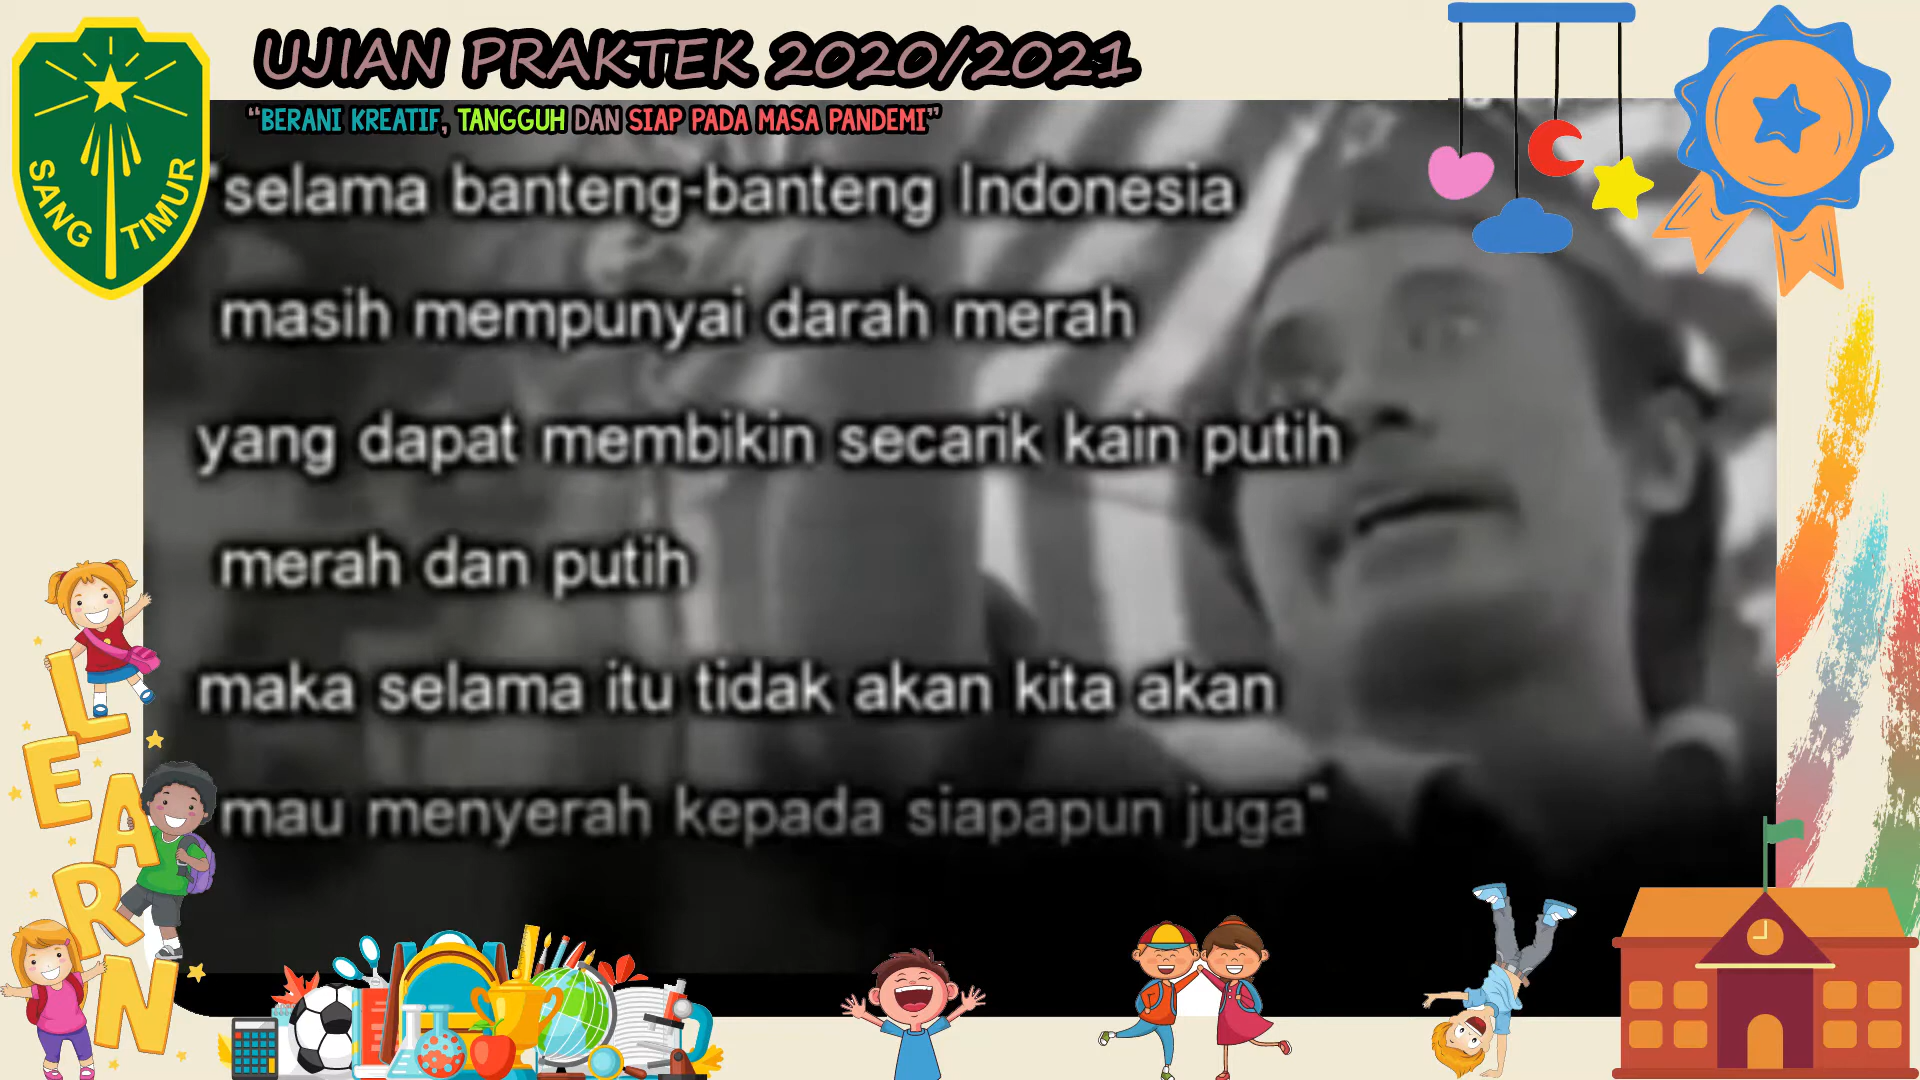 SANG TIMUR
UJIAN PRAKTEK 2020/2021
“BERANI KREATIF, TANGGUH DAN SIAP PADA MASA PANDEMI”
"selama banteng-banteng Indonesia
masih mempunyai darah merah
yang dapat membikin secarik kain putih
merah dan putih
maka selama itu tidak akan kita akan
mau menyerah kepada siapapun juga"
LEARN